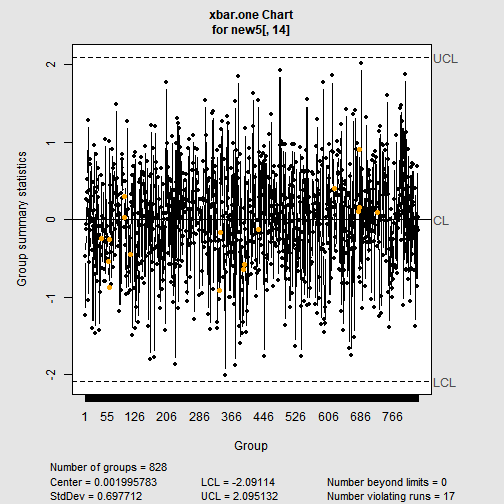 xbar.one Chart
for new5[, 14]
Group summary statistics
2
1
0
-1
-2
UCL
CL
LCL
1 55 126 206 286 366 446 526 606 686 766
Group
Number of groups = 828
Center = 0.001995783 LCL = -2.09114 Number beyond limits = 0
StdDev = 0.697712 UCL = 2.095132 Number violating runs = 17